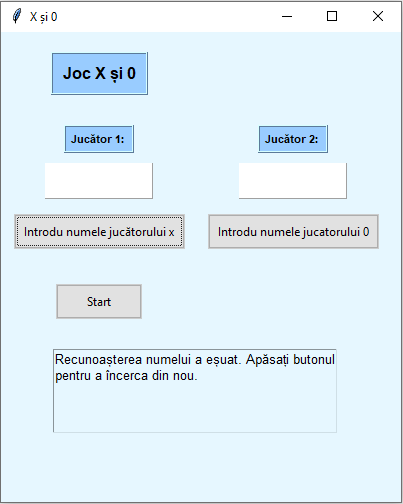 X și 0
Joc X și 0
Jucător 1:
Jucător 2:
Introdu numele jucătorului x
Introdu numele jucatorului 0
Start
Recunoașterea numelui a eșuat. Apăsați butonul
pentru a încerca din nou.